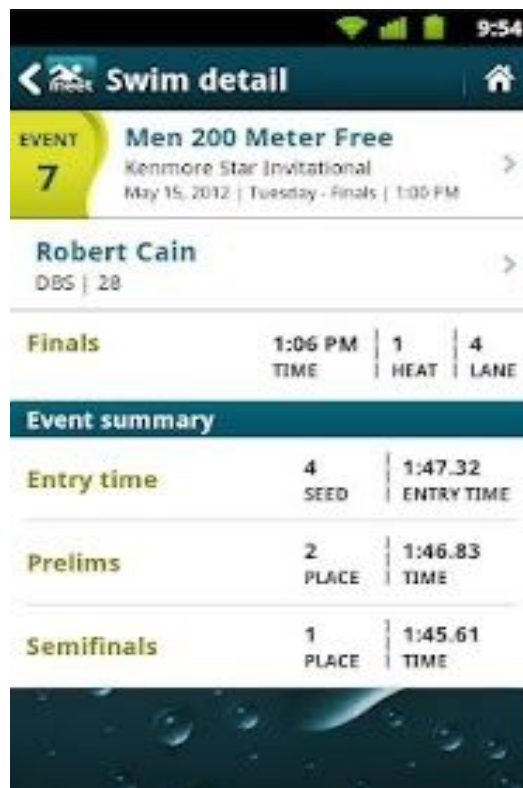 9:54
meet Swim detail
EVENT
7
Men 200 Meter Free
Kenmore Star Invitational
May 15, 2012 | Tuesday - Finals | 1:00 PM
Robert Cain
DBS | 28
Finals
1:06 PM 1 4
TIME HEAT LANE
Event summary
Entry time
4 1:47.32
SEED ENTRY TIME
Prelims
2 1:46.83
PLACE TIME
Semifinals
1 1:45.61
PLACE TIME